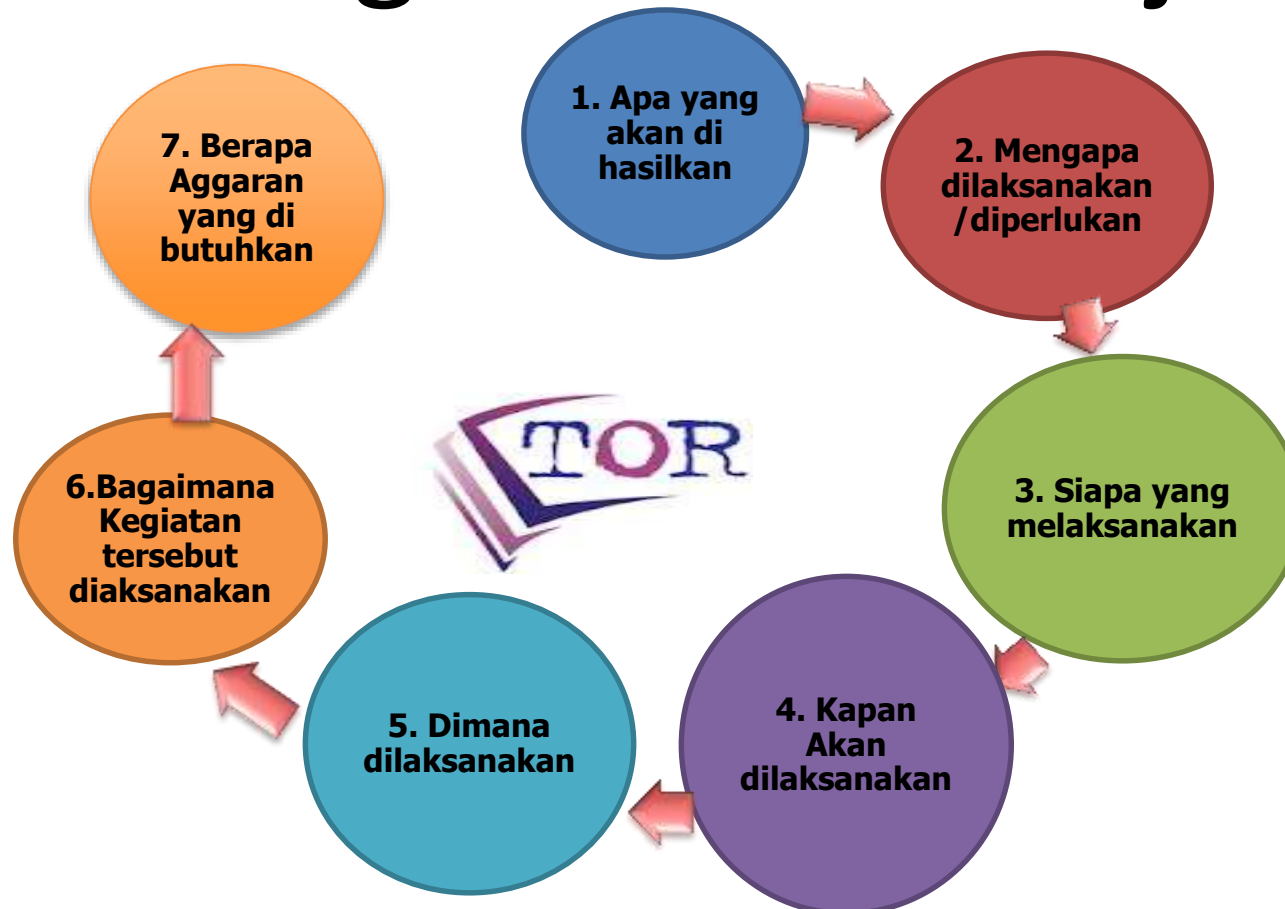 1. Apa yang
akan di
hasilkan
2. Mengapa
dilaksanakan
/diperlukan
3. Siapa yang
melaksanakan
4. Kapan
Akan
dilaksanakan
5. Dimana
dilaksanakan
6.Bagaimana
Kegiatan
tersebut
diaksanakan
7. Berapa
Aggaran
yang di
butuhkan
TOR